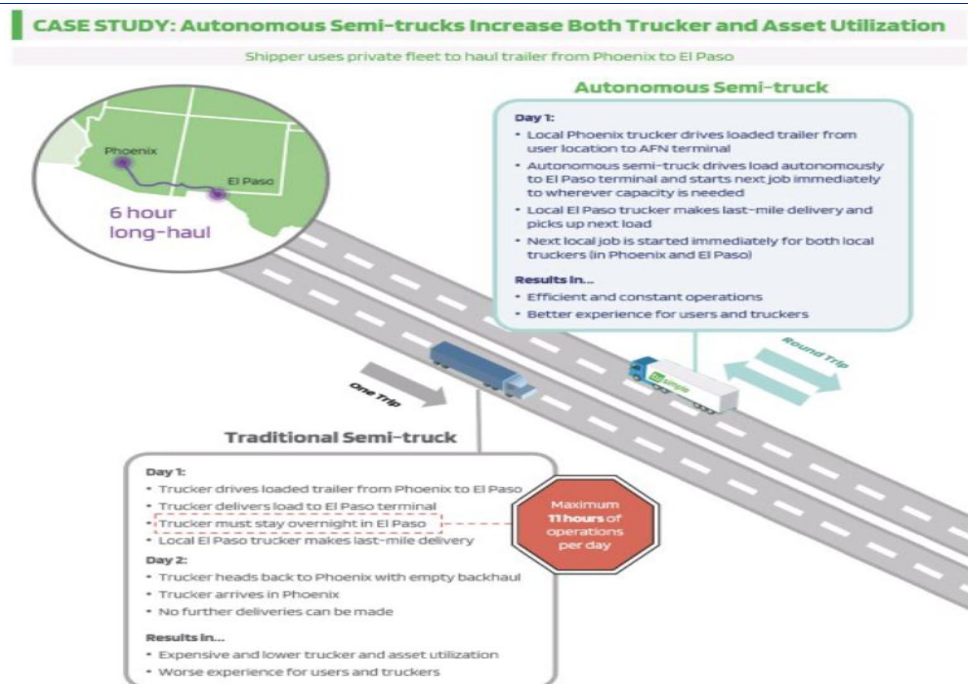 CASE STUDY: Autonomous Semi-trucks Increase Both Trucker and Asset Utilization
Shipper uses private fleet to haul trailer from Phoenix to El Paso
Phoenix
El Paso
6 hour
long-haul
Autonomous Semi-truck
Day 1:
• Local Phoenix trucker drives loaded trailer from
user location to AFN terminal
• Autonomous semi-truck drives load autonomously
to El Paso terminal and starts next job immediately
to wherever capacity is needed
• Local El Paso trucker makes last-mile delivery and
picks up next load
• Next local job is started immediately for both local
truckers (in Phoenix and El Paso)
Results in...
• Efficient and constant operations
• Better experience for users and truckers
Round Trip
tu simple
One Trip
Traditional Semi-truck
Day 1:
• Trucker drives loaded trailer from Phoenix to El Paso
• Trucker delivers load to El Paso terminal
• Trucker must stay overnight in El Paso
• Local El Paso trucker makes last-mile delivery
Day 2:
• Trucker heads back to Phoenix with empty backhaul
• Trucker arrives in Phoenix
• No further deliveries can be made
Results in...
• Expensive and lower trucker and asset utilization
• Worse experience for users and truckers
Maximum
11 hours of
operations
per day